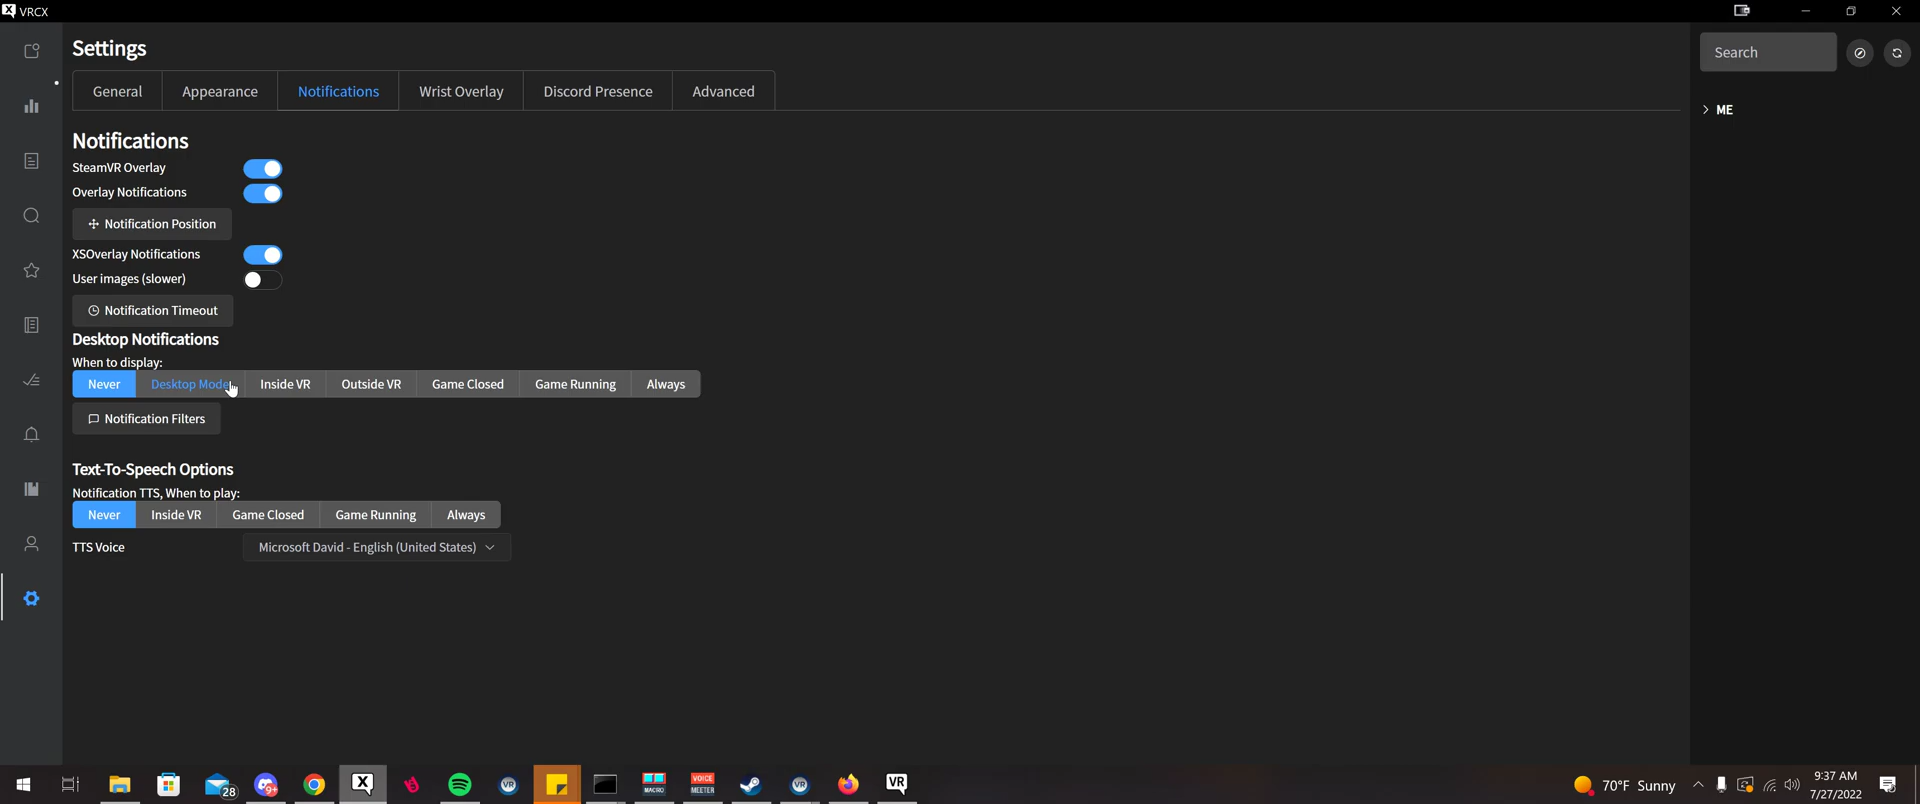 VRCX
Settings
Search
General
Appearance
Notifications
Wrist Overlay
Discord Presence
Advanced
ME
Notifications
SteamVR Overlay
Overlay Notifications
Notification Position
XSOverlay Notifications
User images (slower)
Notification Timeout
Desktop Notifications
When to display:
Never
Desktop Mode
Inside VR
Outside VR
Game Closed
Game Running
Always
Notification Filters
Text-To-Speech Options
Notification TTS, When to play:
Never
Inside VR
Game Closed
Game Running
Always
TTS Voice
Microsoft David - English (United States)
28
9+
X
VR
MACRO
VOICE
MEETER
VR
VR
70°F Sunny
9:37 AM
7/27/2022